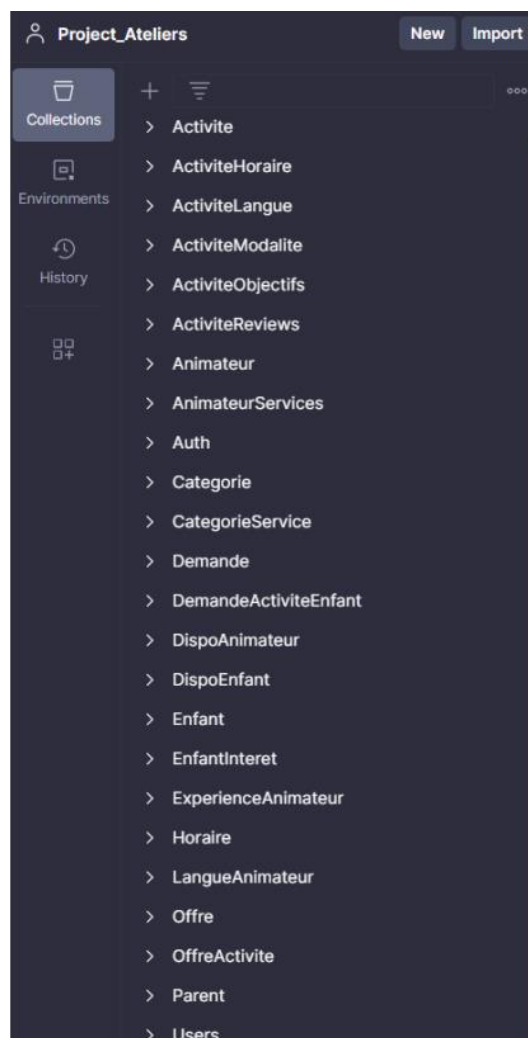 Project_Ateliers New Import
Collections
Environments
History
Activite
ActiviteHoraire
ActiviteLangue
ActiviteModalite
ActiviteObjectifs
ActiviteReviews
Animateur
AnimateurServices
Auth
Categorie
CategorieService
Demande
DemandeActiviteEnfant
DispoAnimateur
DispoEnfant
Enfant
EnfantInteret
ExperienceAnimateur
Horaire
LangueAnimateur
Offre
OffreActivite
Parent
Users